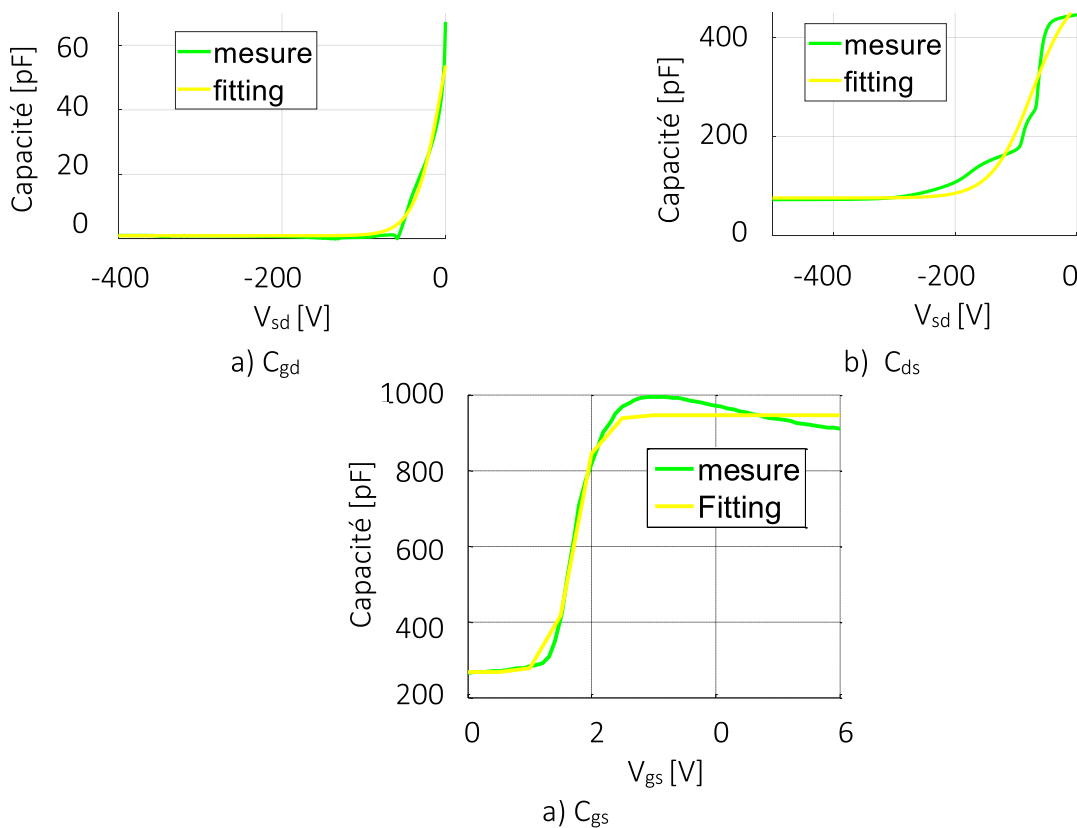 60
40
20
0
Capacité [pF]
mesure
fitting
-400
-200
0
Vsd [V]
a) Cgd
400
200
0
Capacité [pF]
mesure
fitting
-400
-200
0
Vsd [V]
b) Cds
1000
800
600
400
200
Capacité [pF]
mesure
Fitting
0
2
0
6
Vgs [V]
a) Cgs